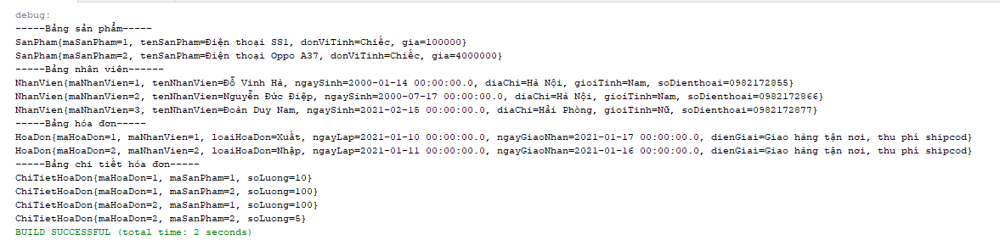 debug:
-----Bảng sản phẩm-----
SanPham{maSanPham=1, tenSanPham=Điện thoại SS1, donViTinh=Chiếc, gia=100000}
SanPham{maSanPham=2, tenSanPham=Điện thoại Oppo A37, donViTinh=Chiếc, gia=4000000}
-----Bảng nhân viên------
NhanVien{maNhanVien=1, tenNhanVien=Đỗ Vinh Hà, ngaySinh=2000-01-14 00:00:00.0, diaChi=Hà Nội, gioiTinh=Nam, soDienthoai=0982172855}
NhanVien{maNhanVien=2, tenNhanVien=Nguyễn Đức Điệp, ngaySinh=2000-07-17 00:00:00.0, diaChi=Hà Nội, gioiTinh=Nam, soDienthoai=0982172866}
NhanVien{maNhanVien=3, tenNhanVien=Đoàn Duy Nam, ngaySinh=2021-02-15 00:00:00.0, diaChi=Hải Phòng, gioiTinh=Nữ, soDienthoai=0982172877}
-----Bảng hóa đơn-----
HoaDon{maHoaDon=1, maNhanVien=1, loaiHoaDon=Xuất, ngayLap=2021-01-10 00:00:00.0, ngayGiaoNhan=2021-01-17 00:00:00.0, dienGiai=Giao hàng tận nơi, thu phí shipcod}
HoaDon{maHoaDon=2, maNhanVien=2, loaiHoaDon=Nhập, ngayLap=2021-01-11 00:00:00.0, ngayGiaoNhan=2021-01-16 00:00:00.0, dienGiai=Giao hàng tận nơi, thu phí shipcod}
-----Bảng chi tiết hóa đơn-----
ChiTietHoaDon{maHoaDon=1, maSanPham=1, soLuong=10}
ChiTietHoaDon{maHoaDon=1, maSanPham=2, soLuong=100}
ChiTietHoaDon{maHoaDon=2, maSanPham=1, soLuong=100}
ChiTietHoaDon{maHoaDon=2, maSanPham=2, soLuong=5}
BUILD SUCCESSFUL (total time: 2 seconds)